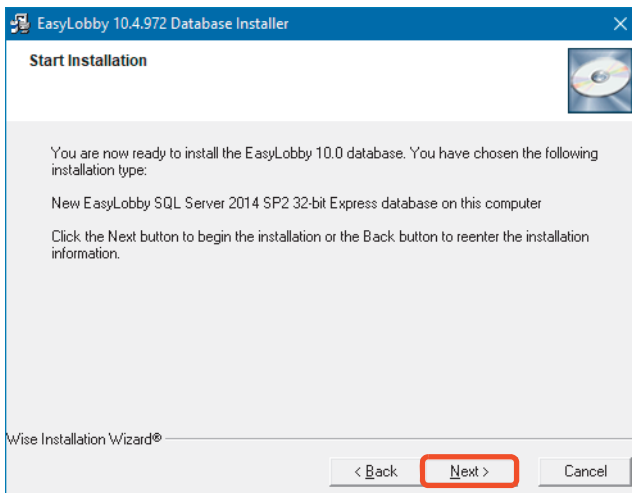 EasyLobby 10.4.972 Database Installer
Start Installation
You are now ready to install the EasyLobby 10.0 database. You have chosen the following
installation type:
New EasyLobby SQL Server 2014 SP2 32-bit Express database on this computer
Click the Next button to begin the installation or the Back button to reenter the installation
information.
Wise Installation Wizard®
< Back Next > Cancel